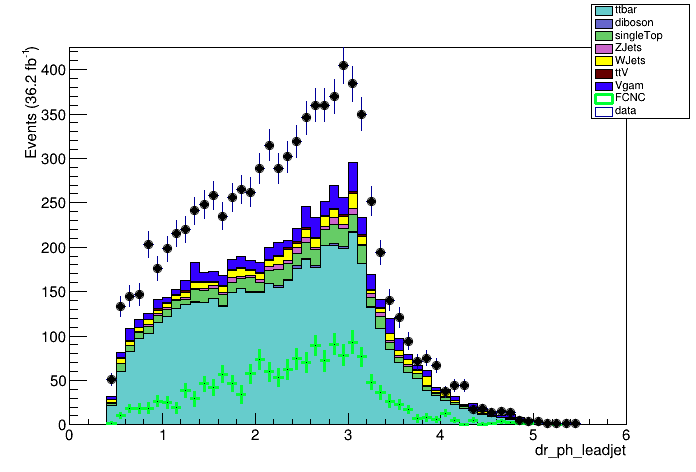 ttbar
diboson
singleTop
ZJets
WJets
ttV
Vgam
FCNC
data
Events (36.2 fb⁻¹)
400
350
300
250
200
150
100
50
0
0 1 2 3 4 5 6
dr_ph_leadjet